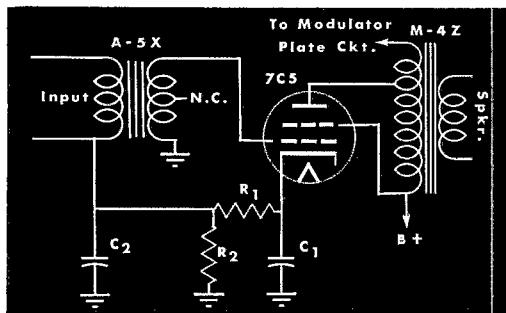 A-5X
To Modulator
Plate Ckt.
M-4Z
7C5
Input
N.C.
Spkr.
R1
C2
R2
C1
B+